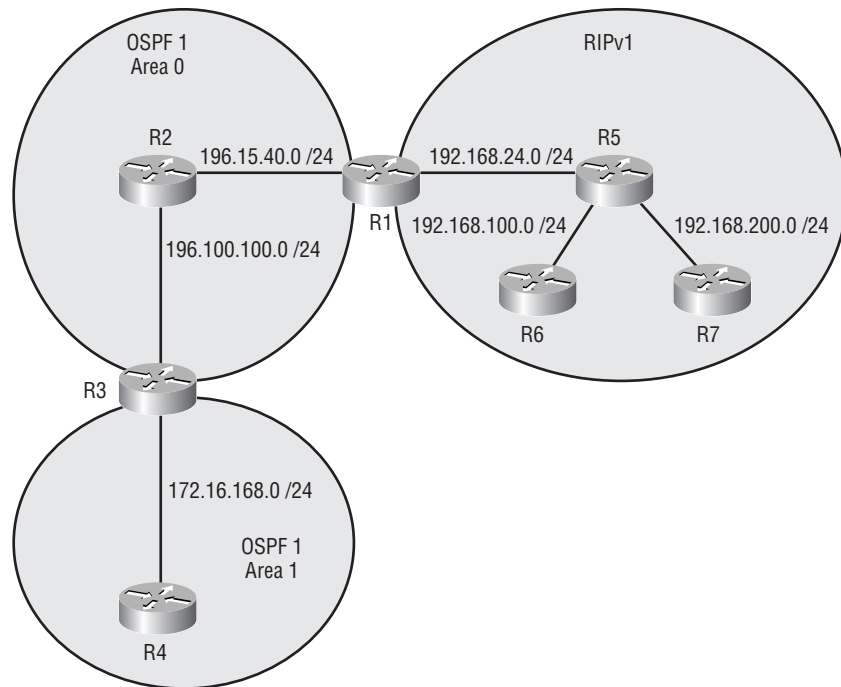 OSPF 1
Area 0
RIPv1
R2
196.15.40.0 /24
192.168.24.0 /24
R5
R1
192.168.100.0 /24
192.168.200.0 /24
196.100.100.0 /24
R6
R7
R3
172.16.168.0 /24
OSPF 1
Area 1
R4